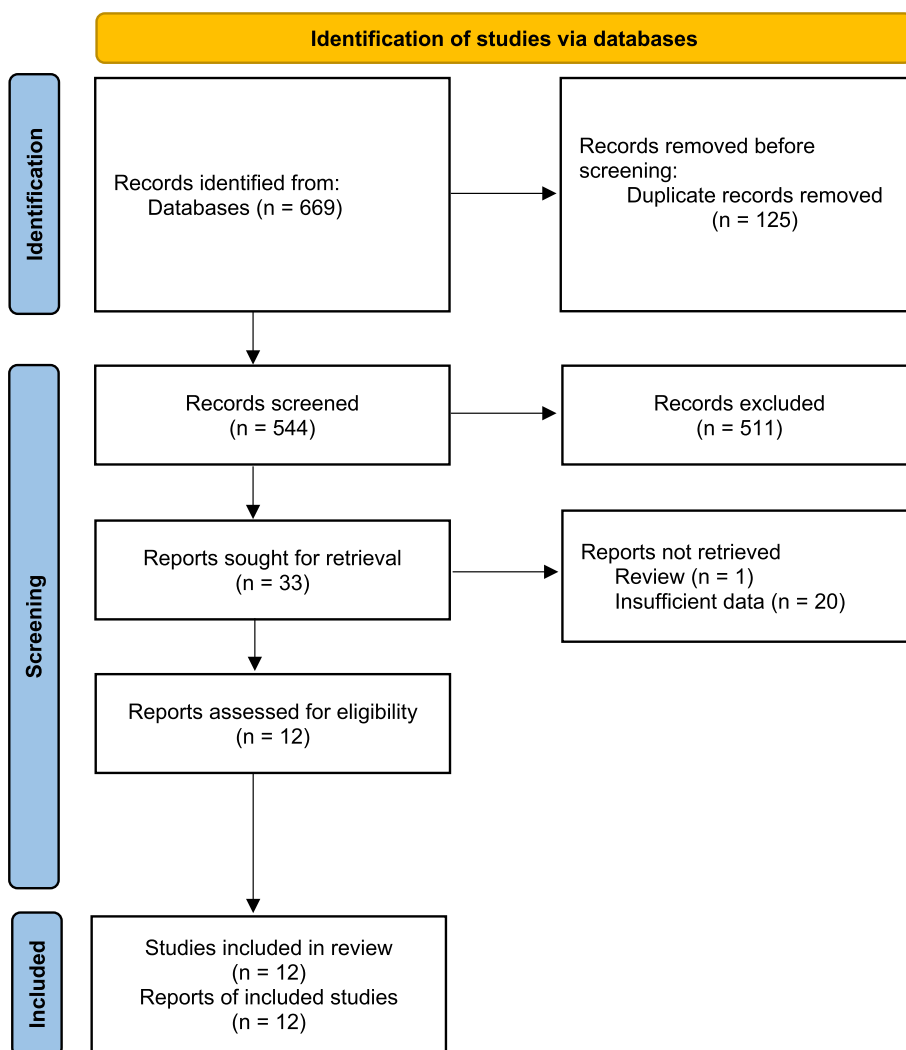 Identification of studies via databases
Identification
Records identified from:
Databases (n = 669)
Records removed before
screening:
Duplicate records removed
(n = 125)
Screening
Records screened
(n = 544)
Records excluded
(n = 511)
Reports sought for retrieval
(n = 33)
Reports not retrieved
Review (n = 1)
Insufficient data (n = 20)
Reports assessed for eligibility
(n = 12)
Included
Studies included in review
(n = 12)
Reports of included studies
(n = 12)